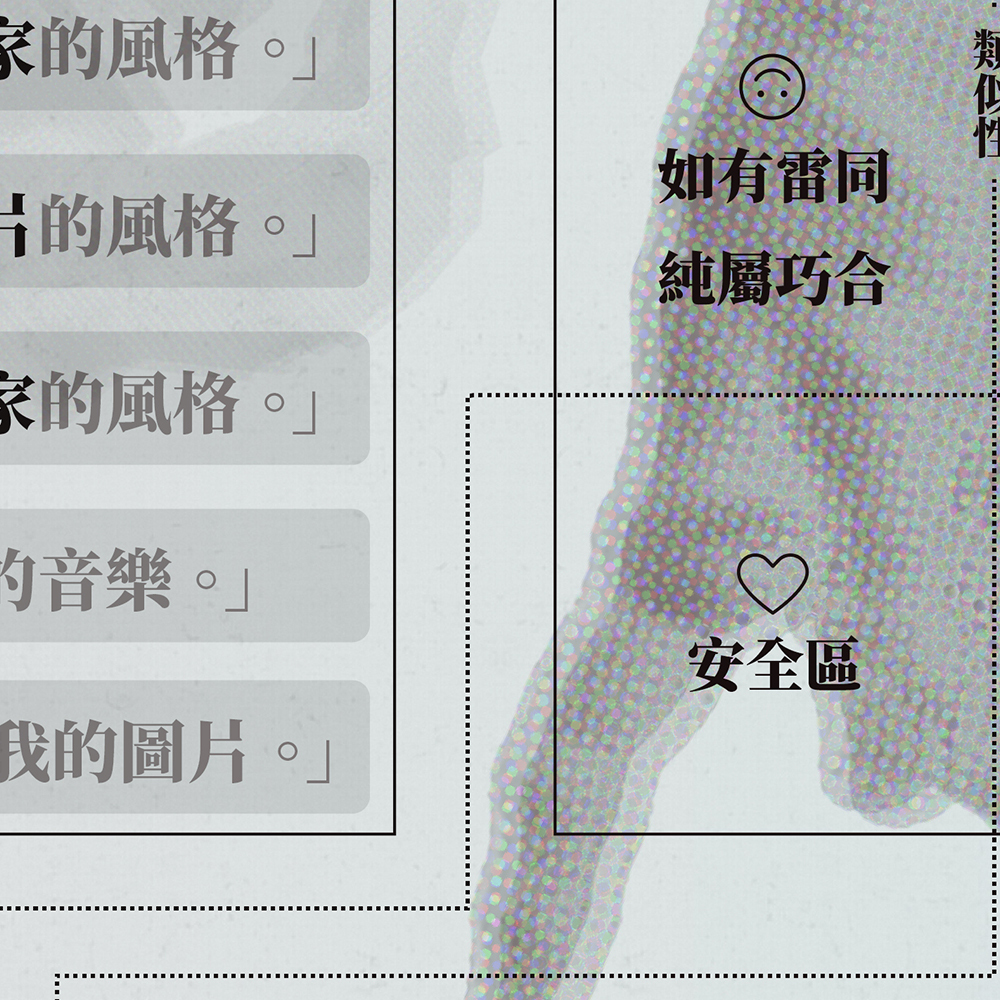 家的風格。」
片的風格。」
家的風格。」
的音樂。」
我的圖片。」
如有雷同
純屬巧合
安全區
類似性